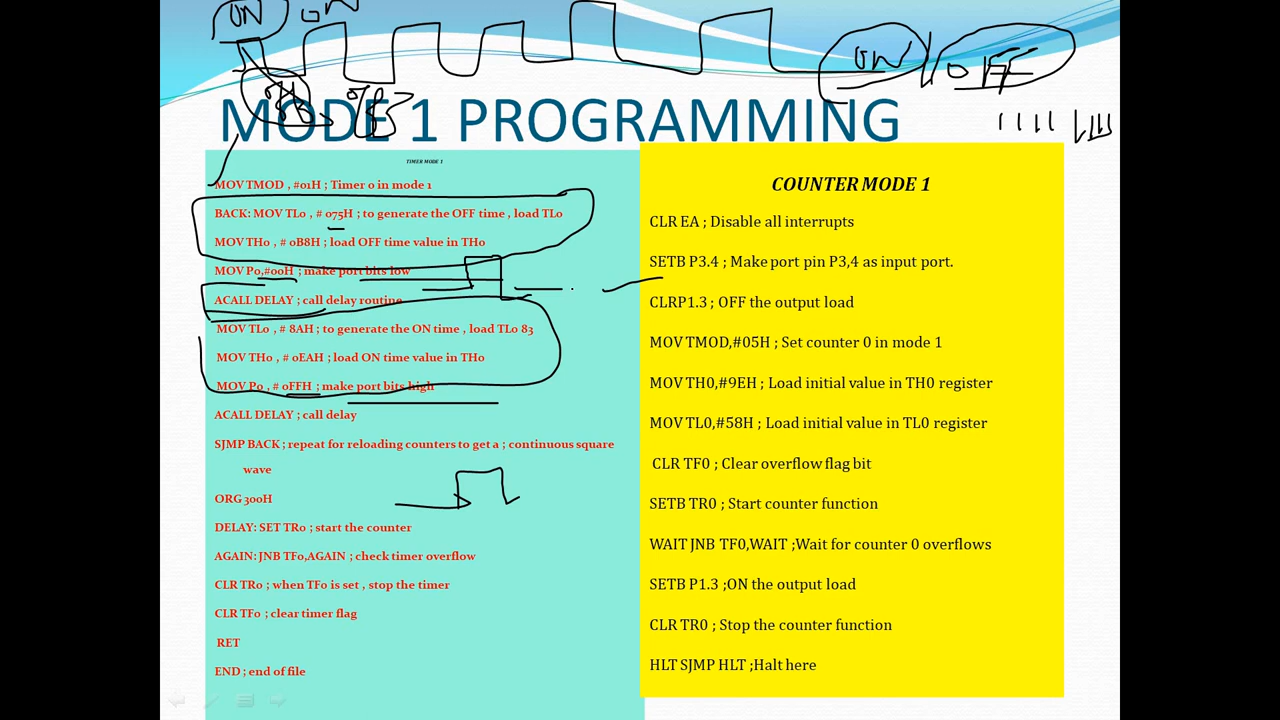 ON
ON
ON / OFF
MODE 1 PROGRAMMING
TIMER MODE 1
MOV TMOD , #01H ; Timer 0 in mode 1
BACK: MOV TL0 , # 075H ; to generate the OFF time , load TL0
MOV TH0 , # 0B8H ; load OFF time value in TH0
MOV P0,#00H ; make port bits low
ACALL DELAY ; call delay routine
MOV TL0 , # 8AH ; to generate the ON time , load TL0 83
MOV TH0 , # 0EAH ; load ON time value in TH0
MOV P0 , # 0FFH ; make port bits high
ACALL DELAY ; call delay
SJMP BACK ; repeat for reloading counters to get a ; continuous square
wave
ORG 300H
DELAY: SET TR0 ; start the counter
AGAIN: JNB TF0,AGAIN ; check timer overflow
CLR TR0 ; when TF0 is set , stop the timer
CLR TF0 ; clear timer flag
RET
END ; end of file
COUNTER MODE 1
CLR EA ; Disable all interrupts
SETB P3.4 ; Make port pin P3,4 as input port.
CLRP1.3 ; OFF the output load
MOV TMOD,#05H ; Set counter 0 in mode 1
MOV TH0,#9EH ; Load initial value in TH0 register
MOV TL0,#58H ; Load initial value in TL0 register
CLR TF0 ; Clear overflow flag bit
SETB TR0 ; Start counter function
WAIT JNB TF0,WAIT ;Wait for counter 0 overflows
SETB P1.3 ;ON the output load
CLR TR0 ; Stop the counter function
HLT SJMP HLT ;Halt here